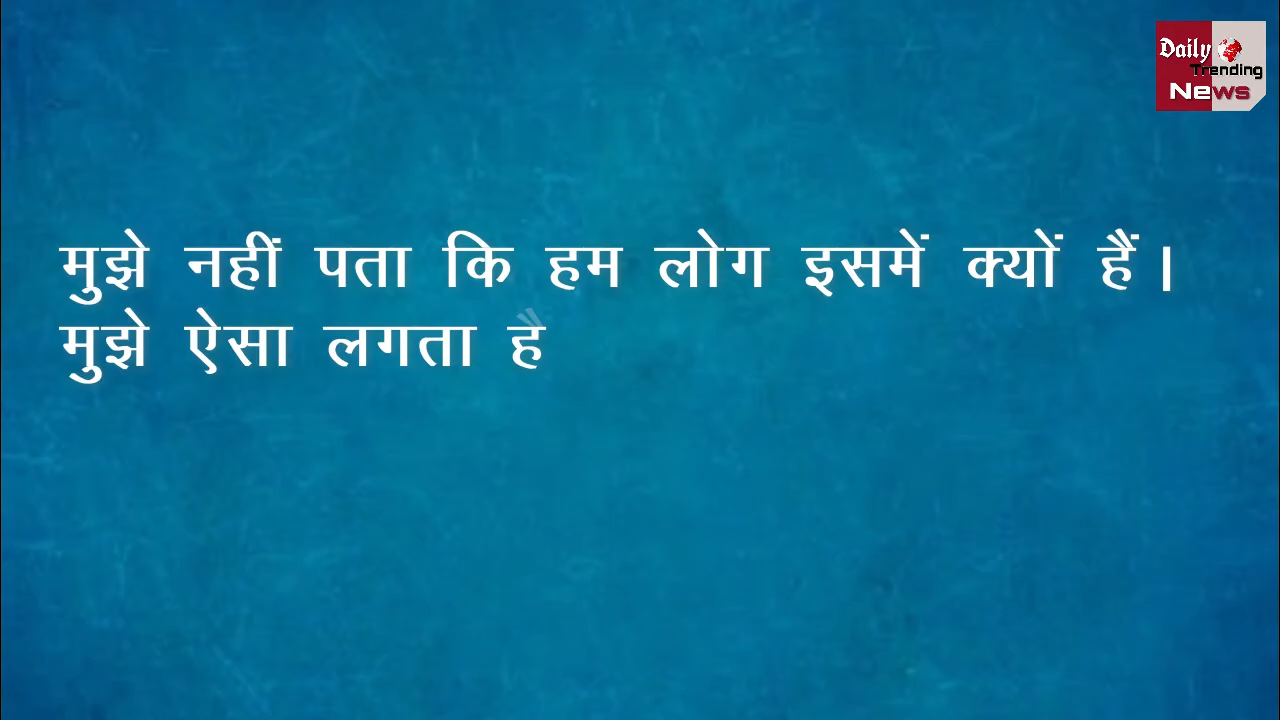 Daily
Trending
News
मुझे नहीं पता कि हम लोग इसमें क्यों हैं।
मुझे ऐसा लगता है